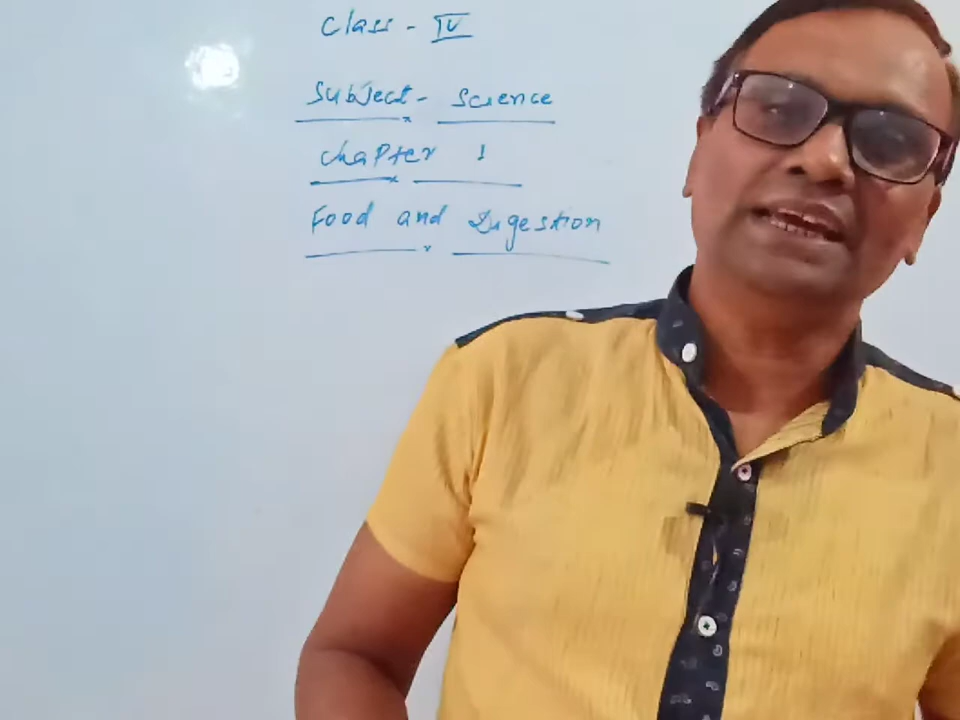 Class - IV
Subject - Science
Chapter 1
Food and Digestion